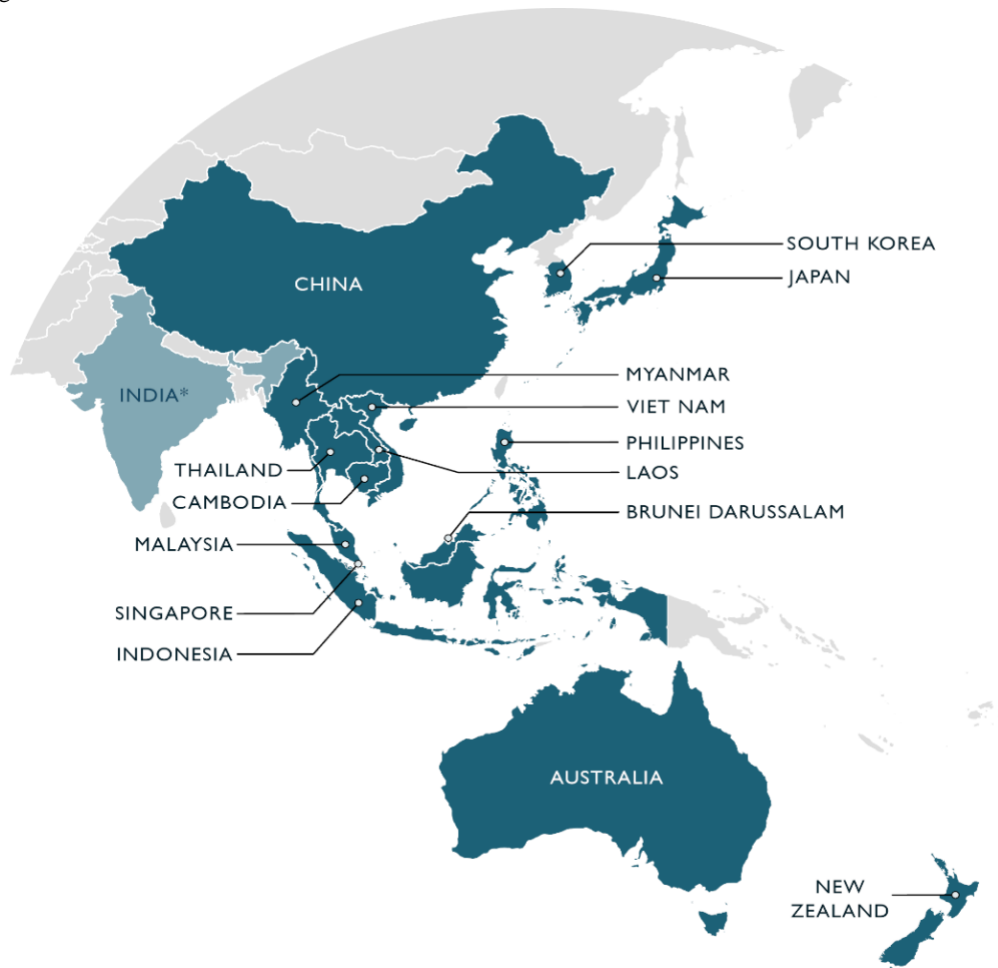 SOUTH KOREA
JAPAN
CHINA
MYANMAR
INDIA*
VIET NAM
PHILIPPINES
THAILAND
LAOS
CAMBODIA
BRUNEI DARUSSALAM
MALAYSIA
SINGAPORE
INDONESIA
AUSTRALIA
NEW
ZEALAND